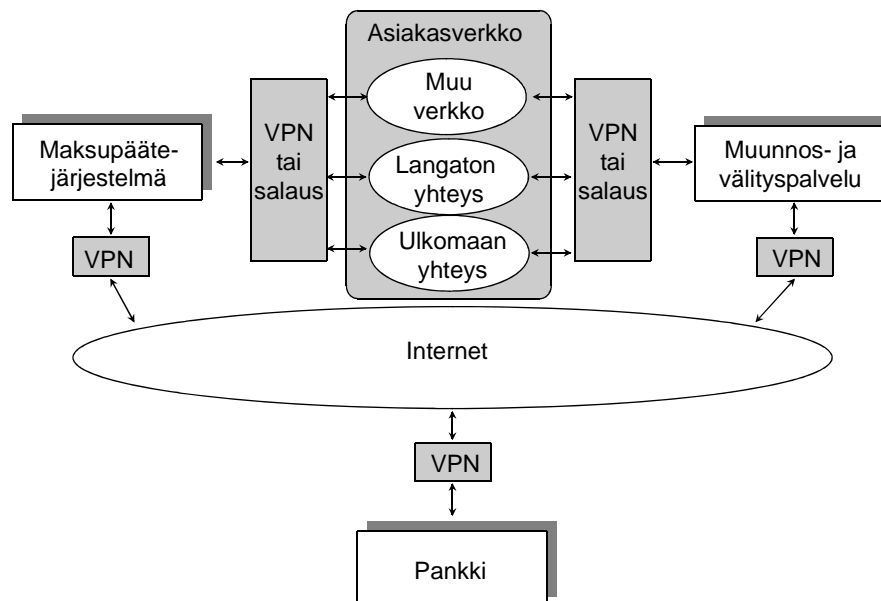 Asiakasverkko
Muu
verkko
VPN
tai
salaus
VPN
tai
salaus
Maksupääte-
järjestelmä
Langaton
yhteys
Muunnos- ja
välityspalvelu
Ulkomaan
yhteys
VPN
VPN
Internet
VPN
Pankki